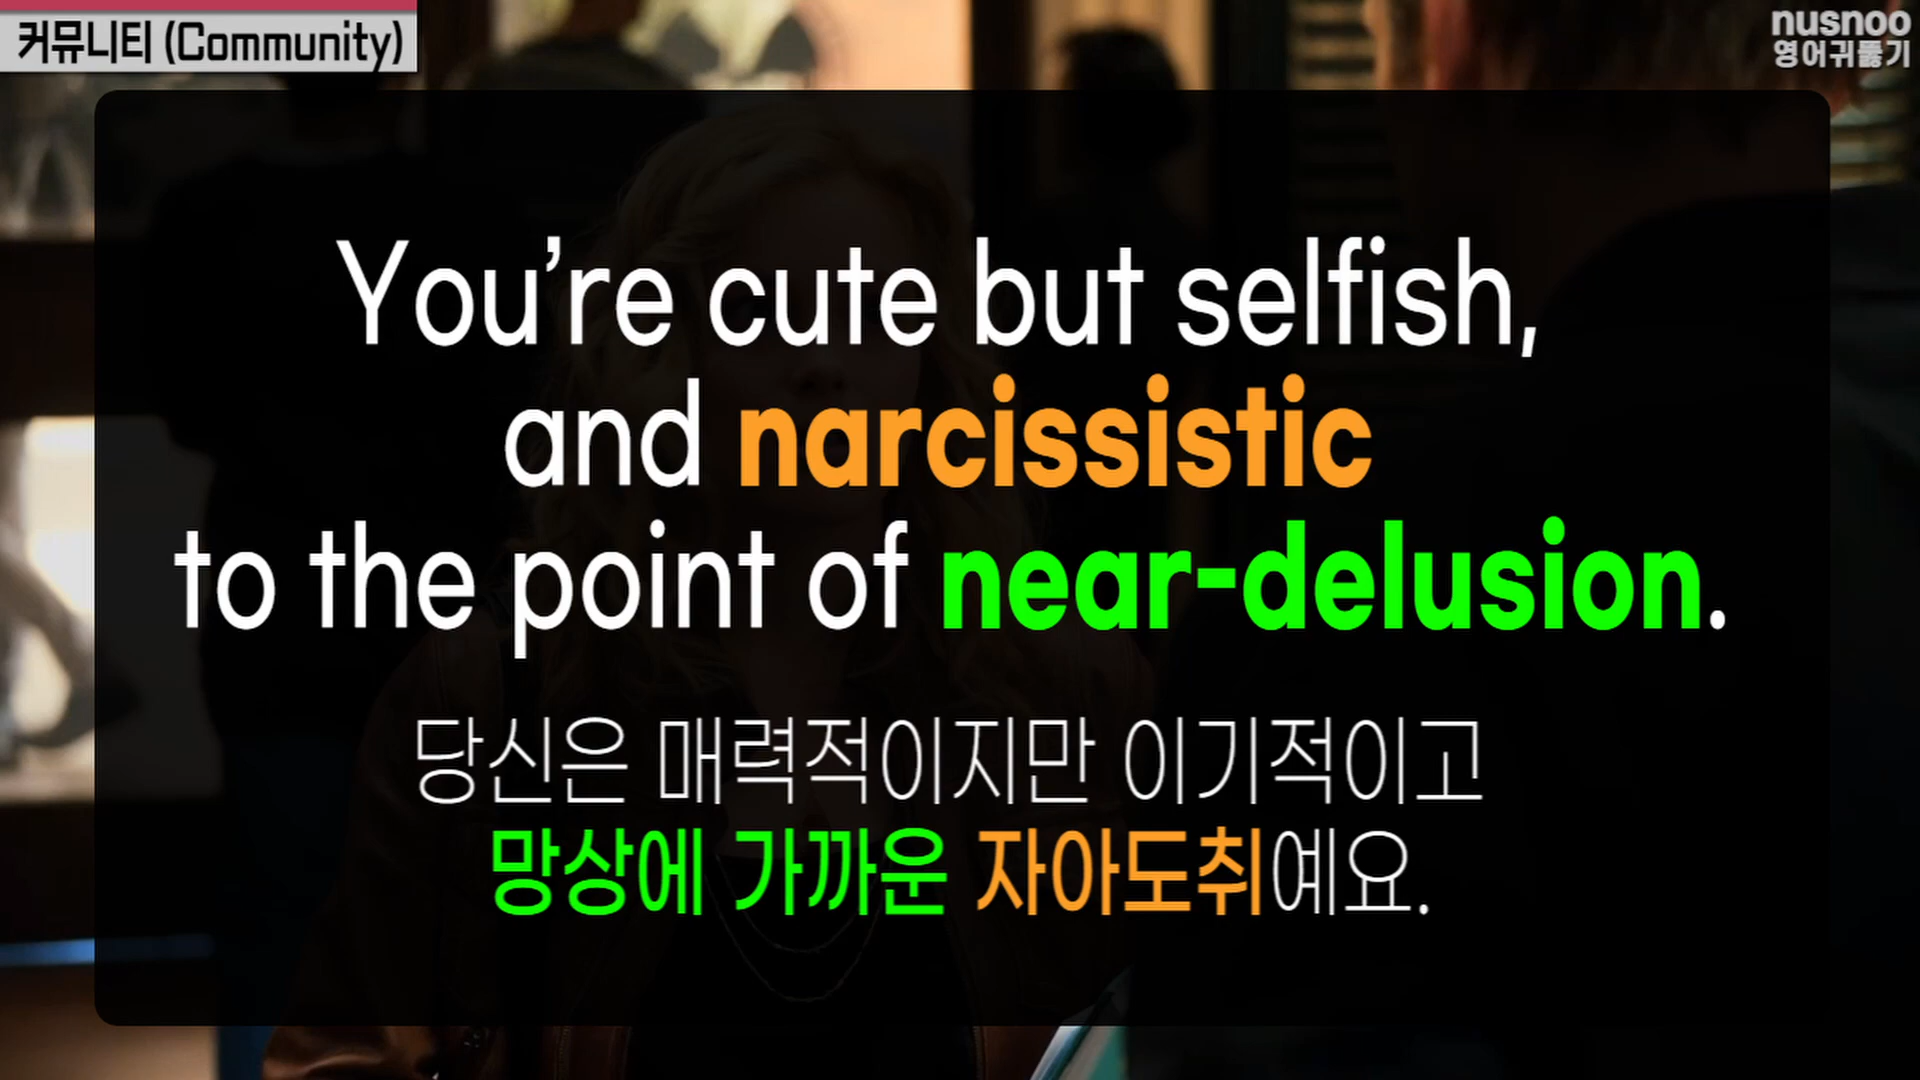 커뮤니티 (Community)
nusnoo
영어귀뚫기
You're cute but selfish,
and narcissistic
to the point of near-delusion.
당신은 매력적이지만 이기적이고
망상에 가까운 자아도취예요.